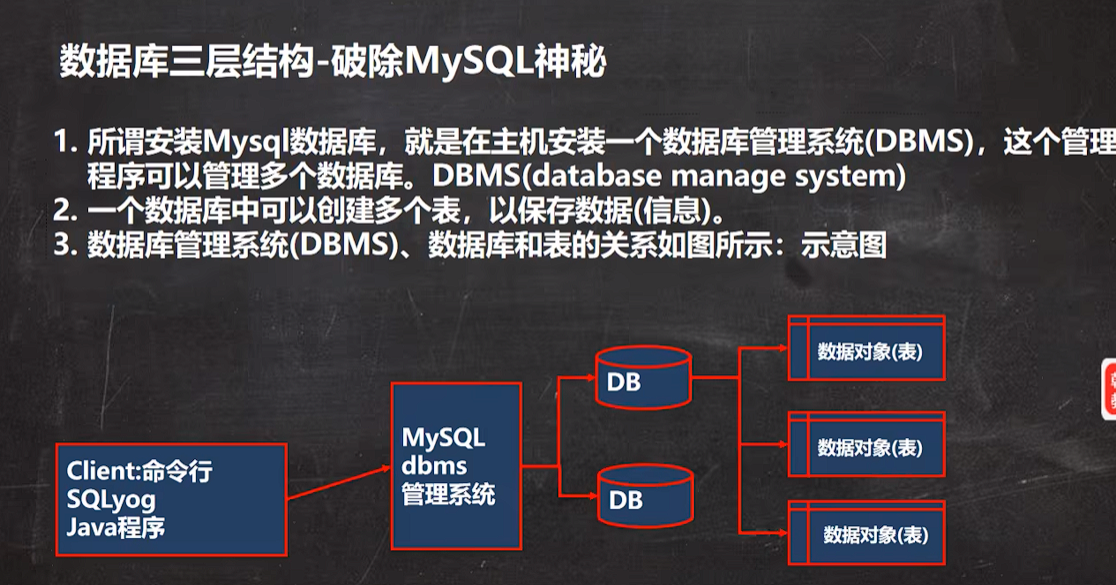 数据库三层结构-破除MySQL神秘
1. 所谓安装Mysql数据库，就是在主机安装一个数据库管理系统(DBMS)，这个管理
程序可以管理多个数据库。DBMS(database manage system)
2. 一个数据库中可以创建多个表，以保存数据(信息)。
3. 数据库管理系统(DBMS)、数据库和表的关系如图所示：示意图
Client:命令行
SQLyog
Java程序
MySQL
dbms
管理系统
DB
DB
数据对象(表)
数据对象(表)
数据对象(表)